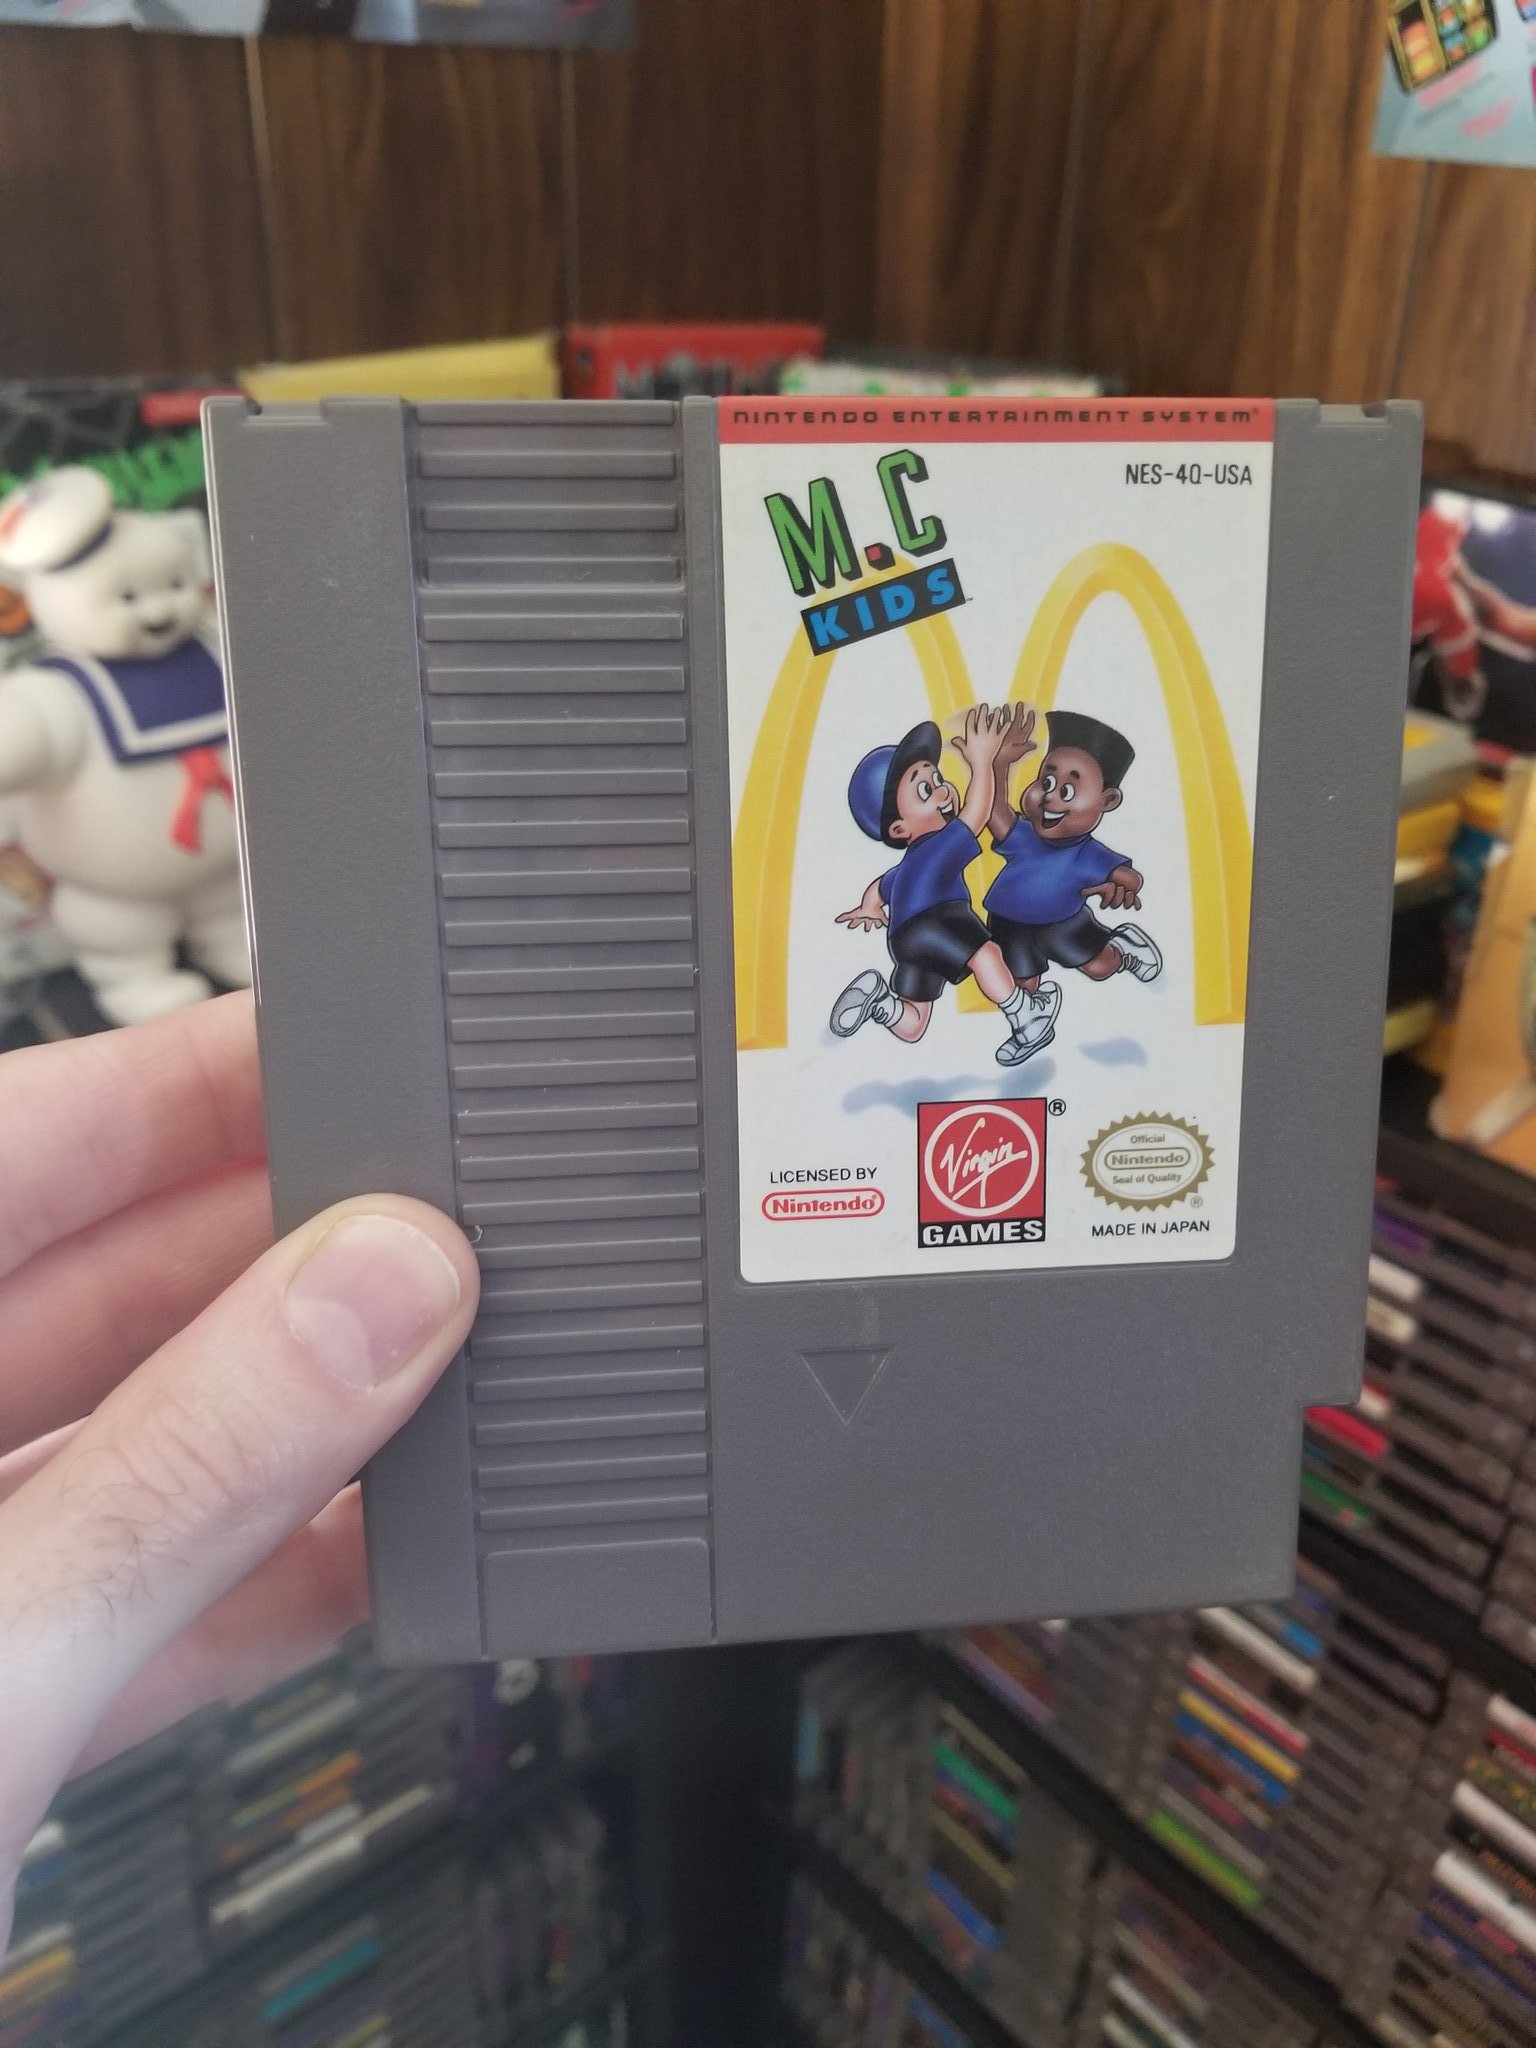 NINTENDO ENTERTAINMENT SYSTEM®
NES-4Q-USA
M.C
KIDS™
LICENSED BY
Nintendo®
Virgin®
GAMES
Official
Nintendo
Seal of Quality
®
MADE IN JAPAN